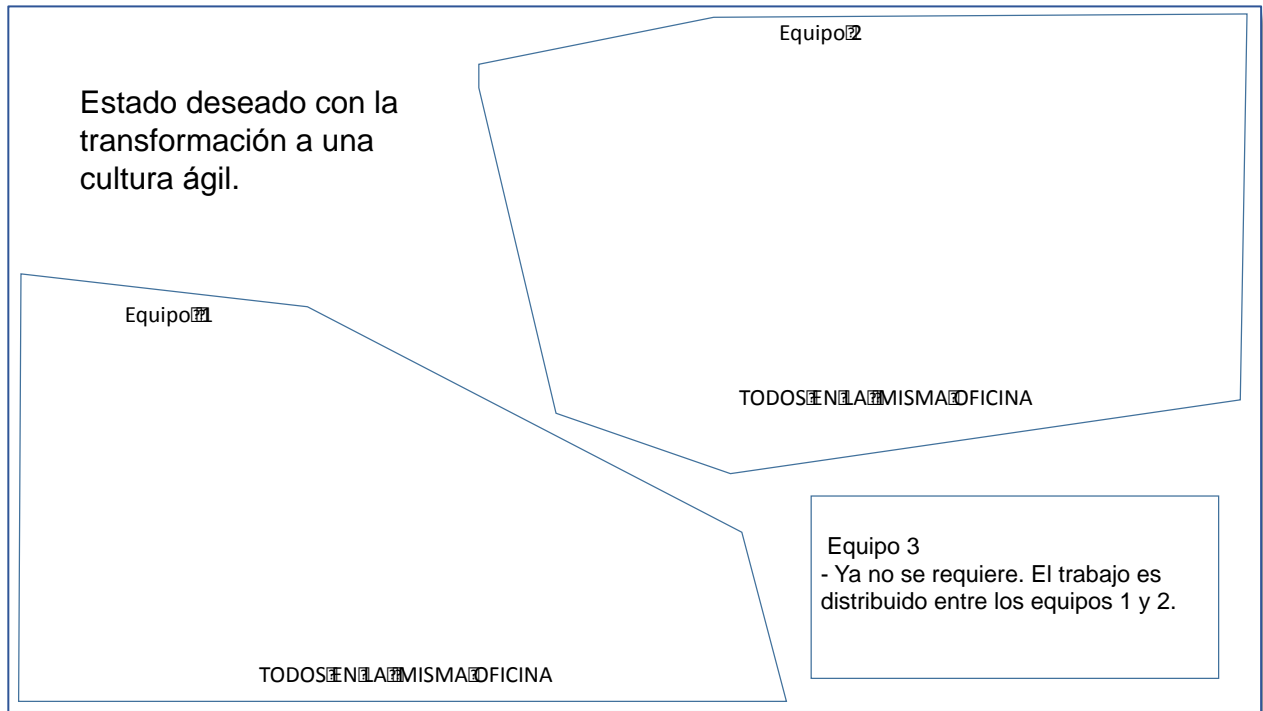 Equipo 2
Estado deseado con la
transformación a una
cultura ágil.
Equipo 1
TODOS EN LA MISMA OFICINA
Equipo 3
- Ya no se requiere. El trabajo es
distribuido entre los equipos 1 y 2.
TODOS EN LA MISMA OFICINA